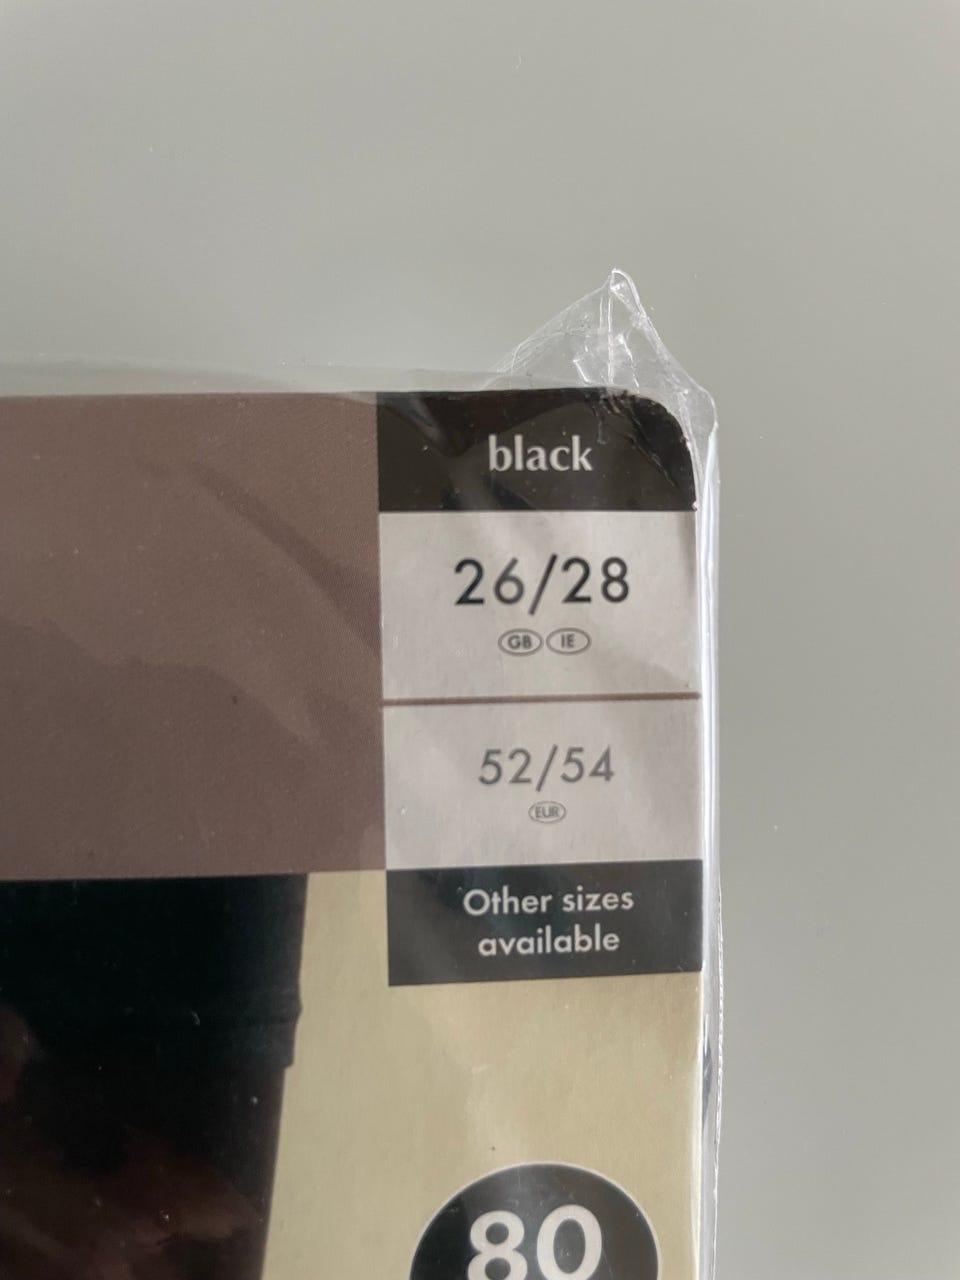 black
26/28
GB IE
52/54
EUR
Other sizes
available
80